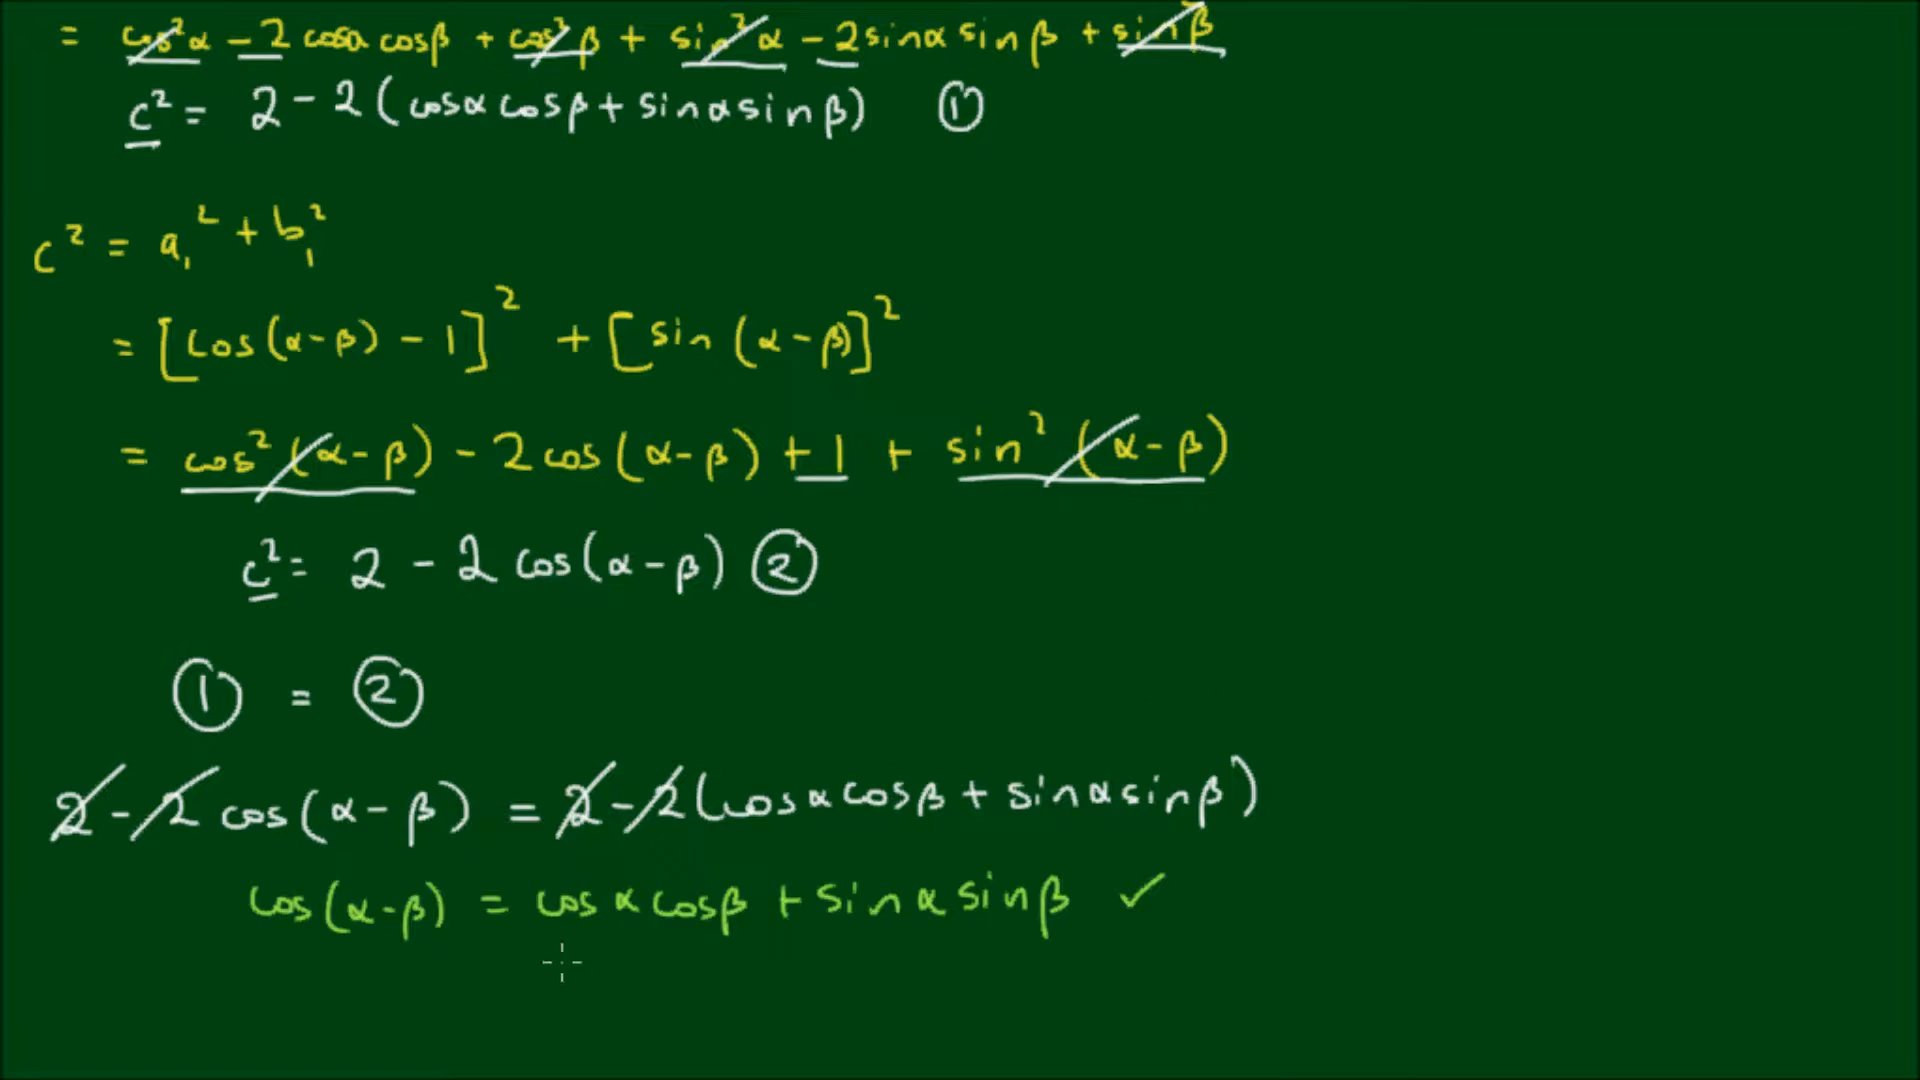 = cos²α - 2 cosα cosβ + cos²β + sin²α - 2 sinα sinβ + sin²β
c² = 2 - 2(cosα cosβ + sinα sinβ) ①
c² = a₁² + b₁²
= [cos(α-β) - 1]² + [sin(α-β)]²
= cos²(α-β) - 2cos(α-β) + 1 + sin²(α-β)
c² = 2 - 2 cos(α-β) ②
① = ②
2 - 2 cos(α-β) = 2 - 2(cosα cosβ + sinα sinβ)
cos(α-β) = cosα cosβ + sinα sinβ ✓